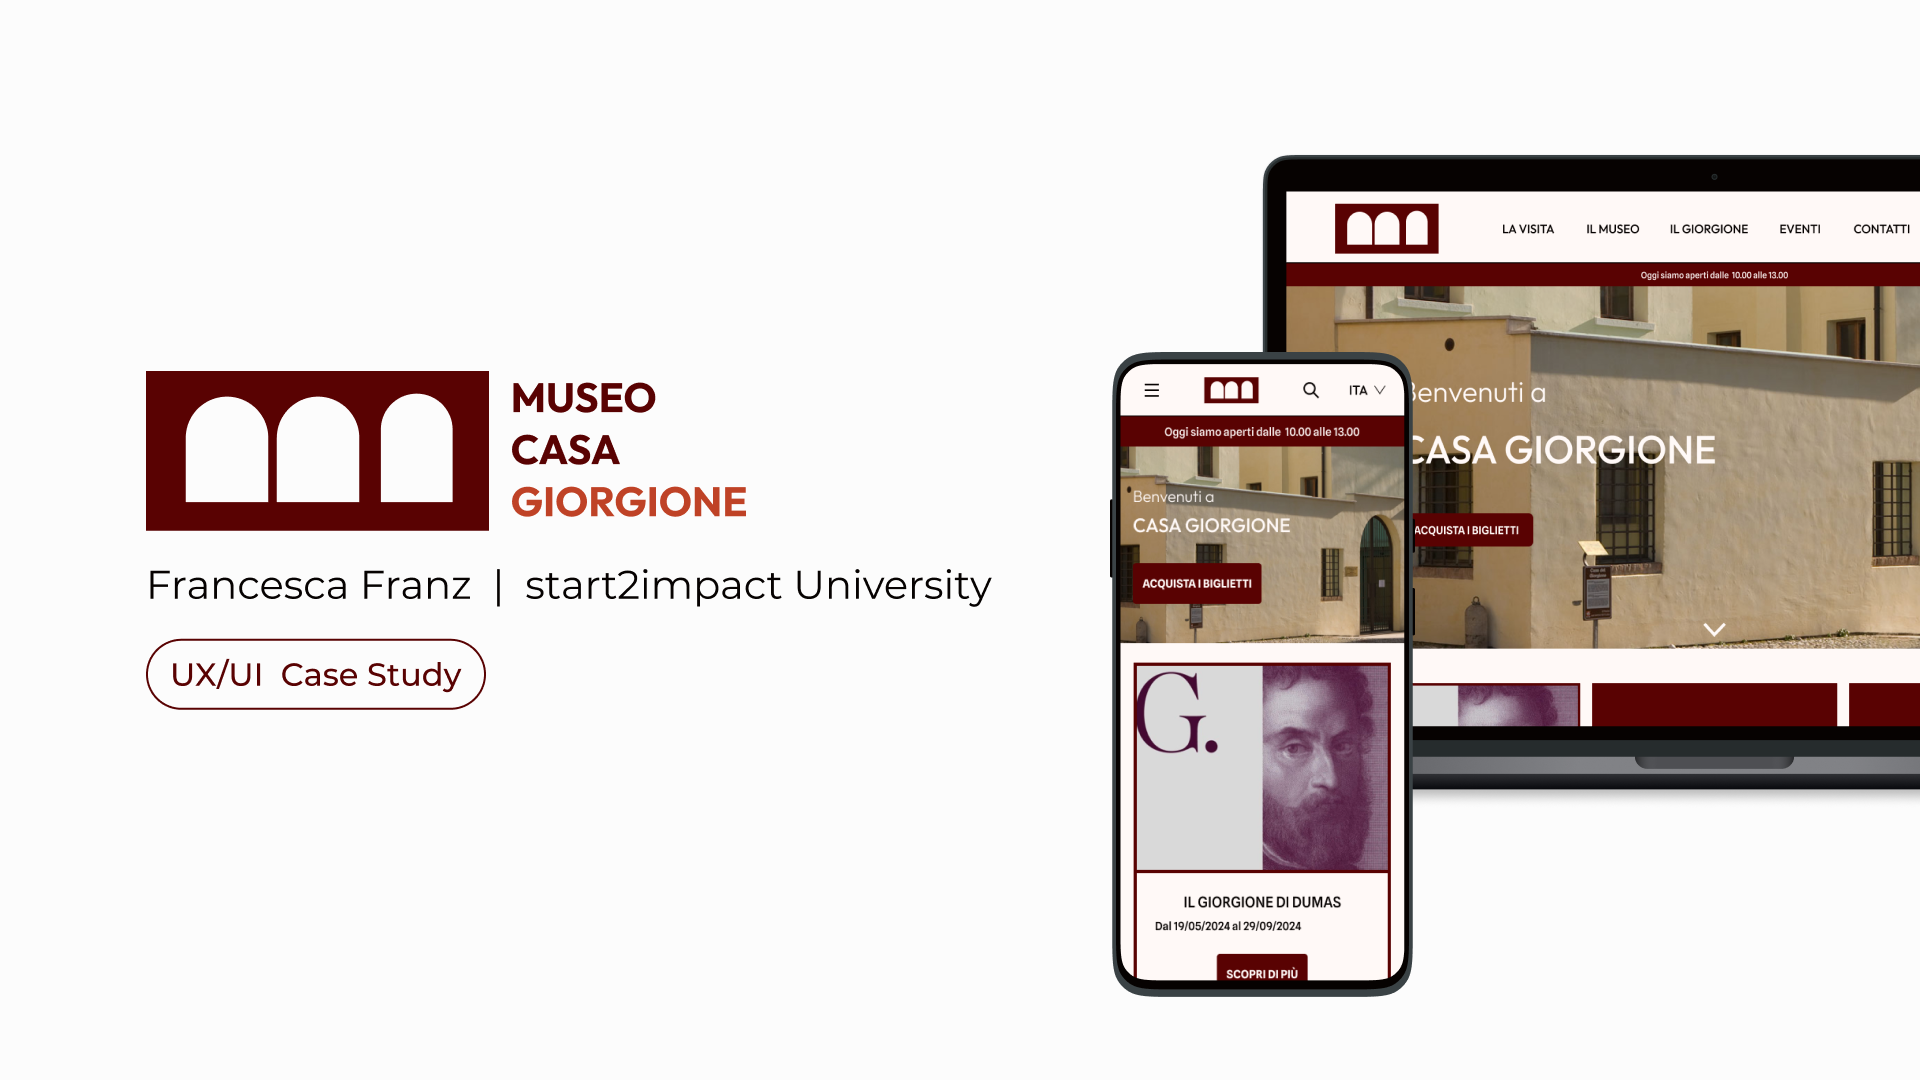 MUSEO
CASA
GIORGIONE
Francesca Franz | start2impact University
UX/UI Case Study
LA VISITA IL MUSEO IL GIORGIONE EVENTI CONTATTI
Oggi siamo aperti dalle 10.00 alle 13.00
Benvenuti a
CASA GIORGIONE
ACQUISTA I BIGLIETTI
ITA
Oggi siamo aperti dalle 10.00 alle 13.00
Benvenuti a
CASA GIORGIONE
ACQUISTA I BIGLIETTI
G.
IL GIORGIONE DI DUMAS
Dal 19/05/2024 al 29/09/2024
SCOPRI DI PIÙ